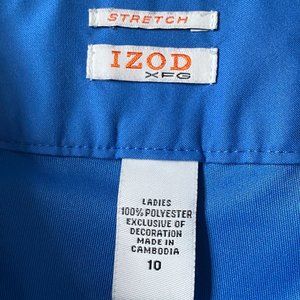 STRETCH
IZOD
XFG
LADIES
100% POLYESTER
EXCLUSIVE OF
DECORATION
MADE IN
CAMBODIA
10